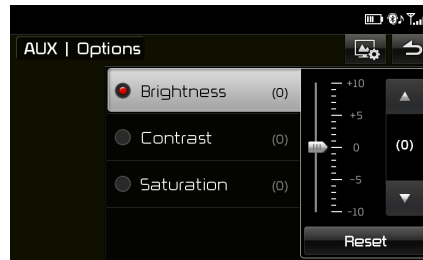 AUX | Options
Brightness (0)
Contrast (0)
Saturation (0)
+10
+5
0
-5
-10
(0)
Reset